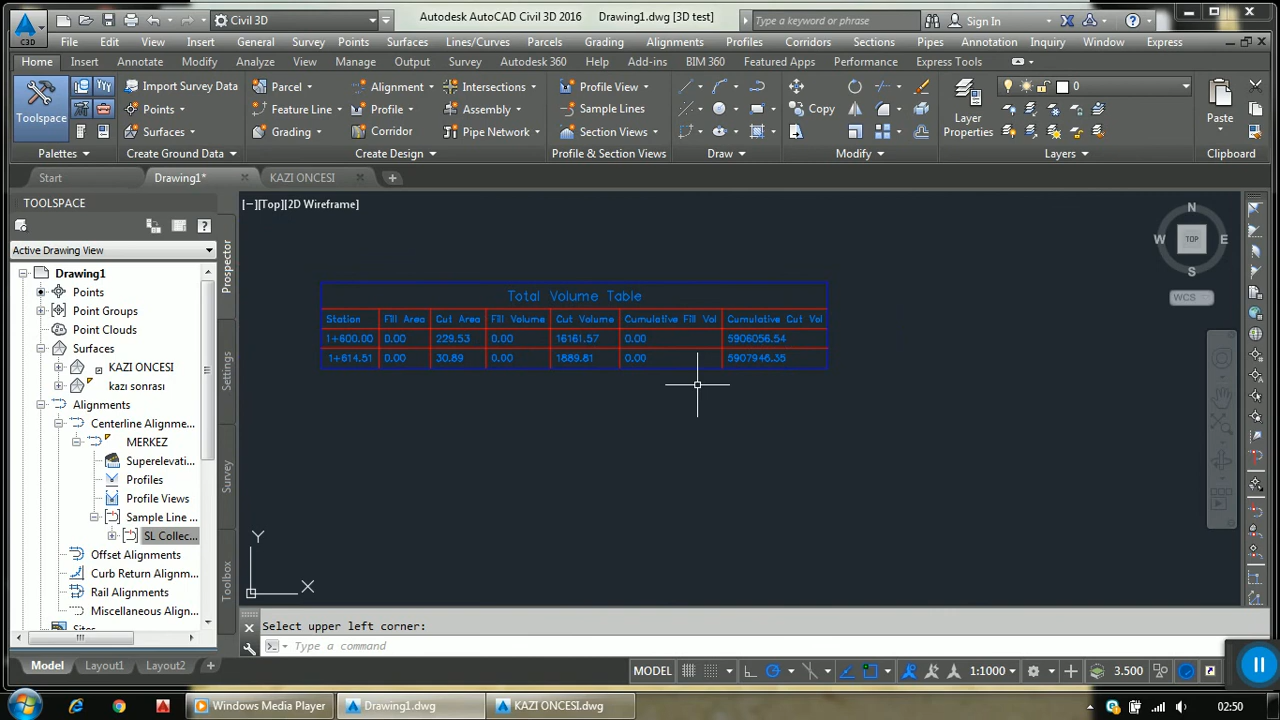 Civil 3D
Autodesk AutoCAD Civil 3D 2016 Drawing1.dwg [3D test]
Type a keyword or phrase
Sign In
C3D
File Edit View Insert General Survey Points Surfaces Lines/Curves Parcels Grading Alignments Profiles Corridors Sections Pipes Annotation Inquiry Window Express
Home Insert Annotate Modify Analyze View Manage Output Survey Autodesk 360 Help Add-ins BIM 360 Featured Apps Performance Express Tools
Toolspace
Import Survey Data
Points
Surfaces
Parcel
Feature Line
Grading
Alignment
Profile
Corridor
Intersections
Assembly
Pipe Network
Profile View
Sample Lines
Section Views
Copy
Layer
Properties
0
Paste
Palettes Create Ground Data Create Design Profile & Section Views Draw Modify Layers Clipboard
Start Drawing1* KAZI ONCESI
TOOLSPACE
Active Drawing View
Drawing1
Points
Point Groups
Point Clouds
Surfaces
KAZI ONCESI
kazı sonrası
Alignments
Centerline Alignme...
MERKEZ
Superelevati...
Profiles
Profile Views
Sample Line ...
SL Collec...
Offset Alignments
Curb Return Alignm...
Rail Alignments
Miscellaneous Alignm...
Sites
Prospector
Settings
Survey
Toolbox
[−][Top][2D Wireframe]
N
W TOP E
S
WCS
Total Volume Table
Station Fill Area Cut Area Fill Volume Cut Volume Cumulative Fill Vol Cumulative Cut Vol
1+600.00 0.00 229.53 0.00 16161.57 0.00 5906056.54
1+614.51 0.00 30.89 0.00 1889.81 0.00 5907946.35
Y
X
Select upper left corner:
Type a command
Model Layout1 Layout2
MODEL 1:1000 3.500
Windows Media Player Drawing1.dwg KAZI ONCESI.dwg 02:50